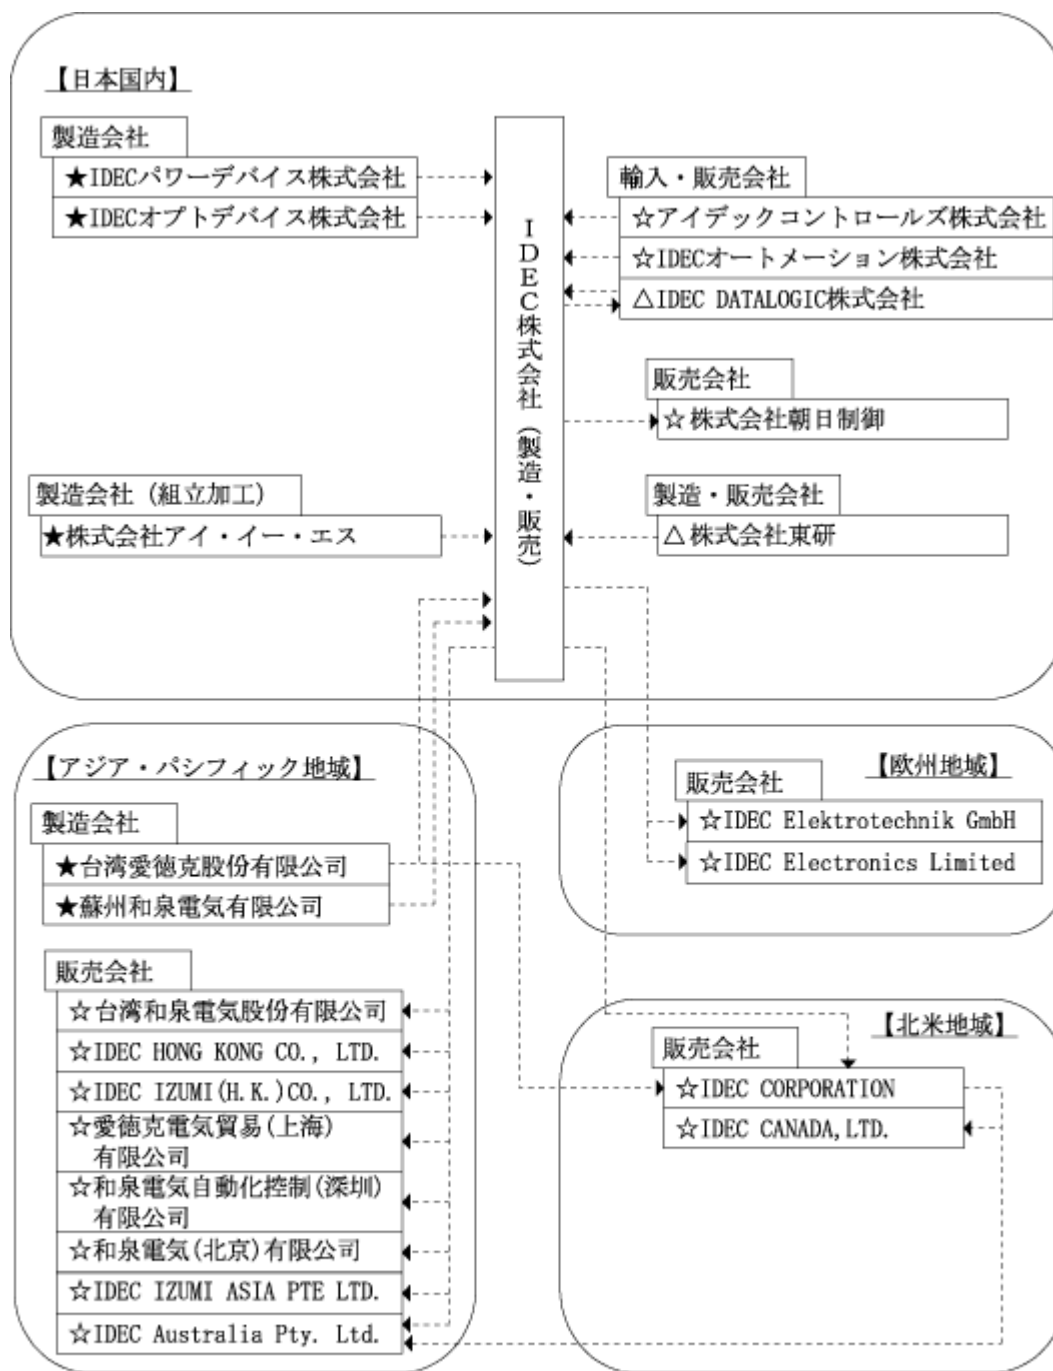 【日本国内】
製造会社
★IDECパワーデバイス株式会社
★IDECオプトデバイス株式会社
製造会社（組立加工）
★株式会社アイ・イー・エス
IDEC株式会社（製造・販売）
輸入・販売会社
☆アイデックコントロールズ株式会社
☆IDECオートメーション株式会社
△IDEC DATALOGIC株式会社
販売会社
☆株式会社朝日制御
製造・販売会社
△株式会社東研
【アジア・パシフィック地域】
製造会社
★台湾愛徳克股份有限公司
★蘇州和泉電気有限公司
販売会社
☆台湾和泉電気股份有限公司
☆IDEC HONG KONG CO., LTD.
☆IDEC IZUMI(H.K.)CO., LTD.
☆愛徳克電気貿易(上海)
有限公司
☆和泉電気自動化控制(深圳)
有限公司
☆和泉電気(北京)有限公司
☆IDEC IZUMI ASIA PTE LTD.
☆IDEC Australia Pty. Ltd.
【欧州地域】
販売会社
☆IDEC Elektrotechnik GmbH
☆IDEC Electronics Limited
【北米地域】
販売会社
☆IDEC CORPORATION
☆IDEC CANADA,LTD.